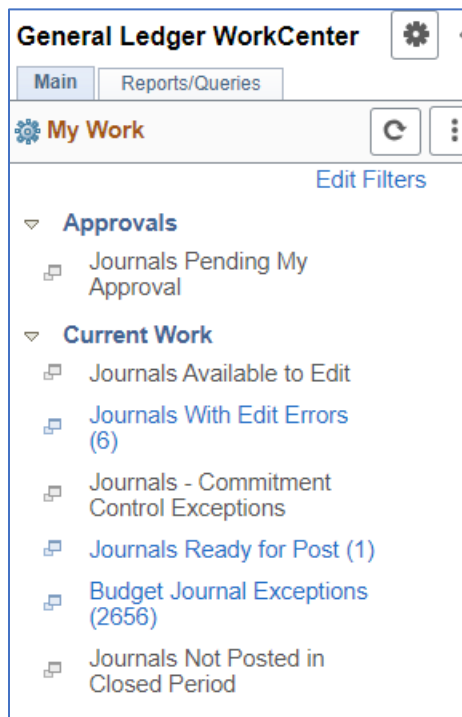 General Ledger WorkCenter
Main Reports/Queries
My Work
Edit Filters
Approvals
Journals Pending My
Approval
Current Work
Journals Available to Edit
Journals With Edit Errors
(6)
Journals - Commitment
Control Exceptions
Journals Ready for Post (1)
Budget Journal Exceptions
(2656)
Journals Not Posted in
Closed Period